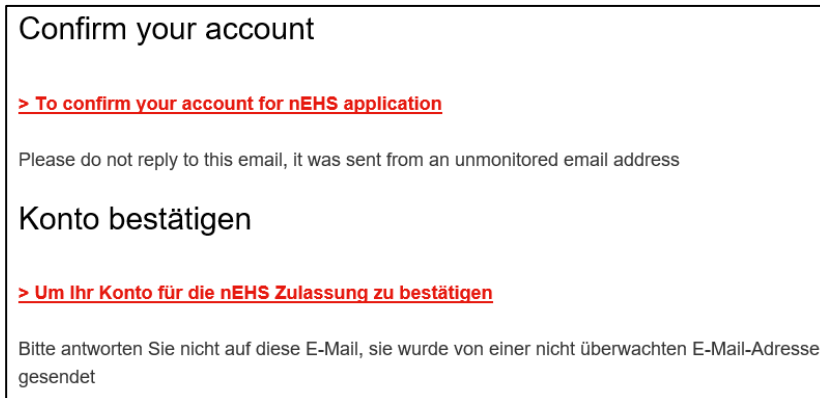 Confirm your account
> To confirm your account for nEHS application
Please do not reply to this email, it was sent from an unmonitored email address
Konto bestätigen
> Um Ihr Konto für die nEHS Zulassung zu bestätigen
Bitte antworten Sie nicht auf diese E-Mail, sie wurde von einer nicht überwachten E-Mail-Adresse
gesendet